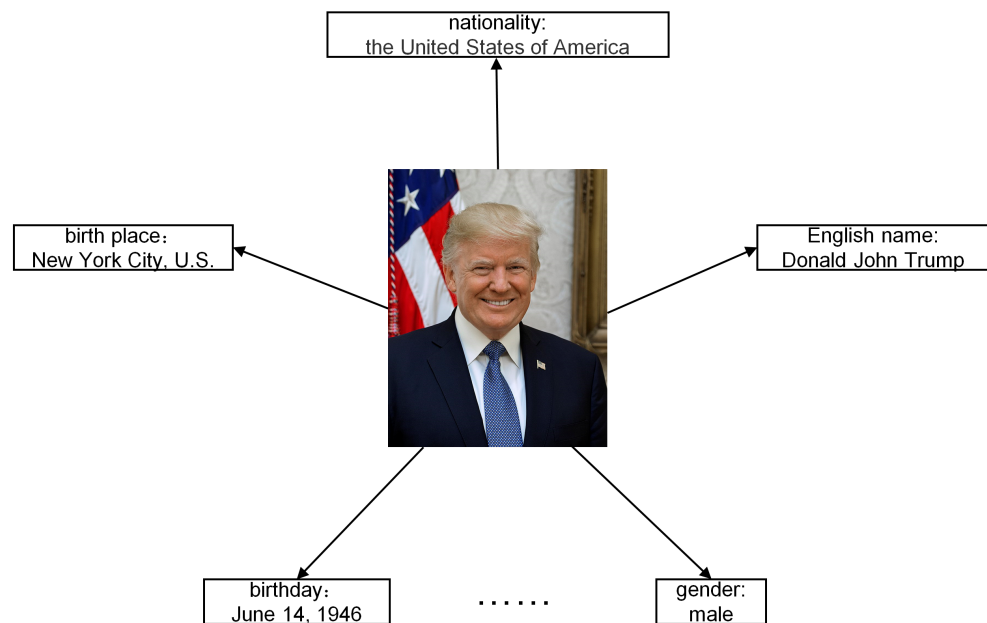 nationality:
the United States of America
birth place：
New York City, U.S.
English name:
Donald John Trump
birthday：
June 14, 1946
......
gender:
male